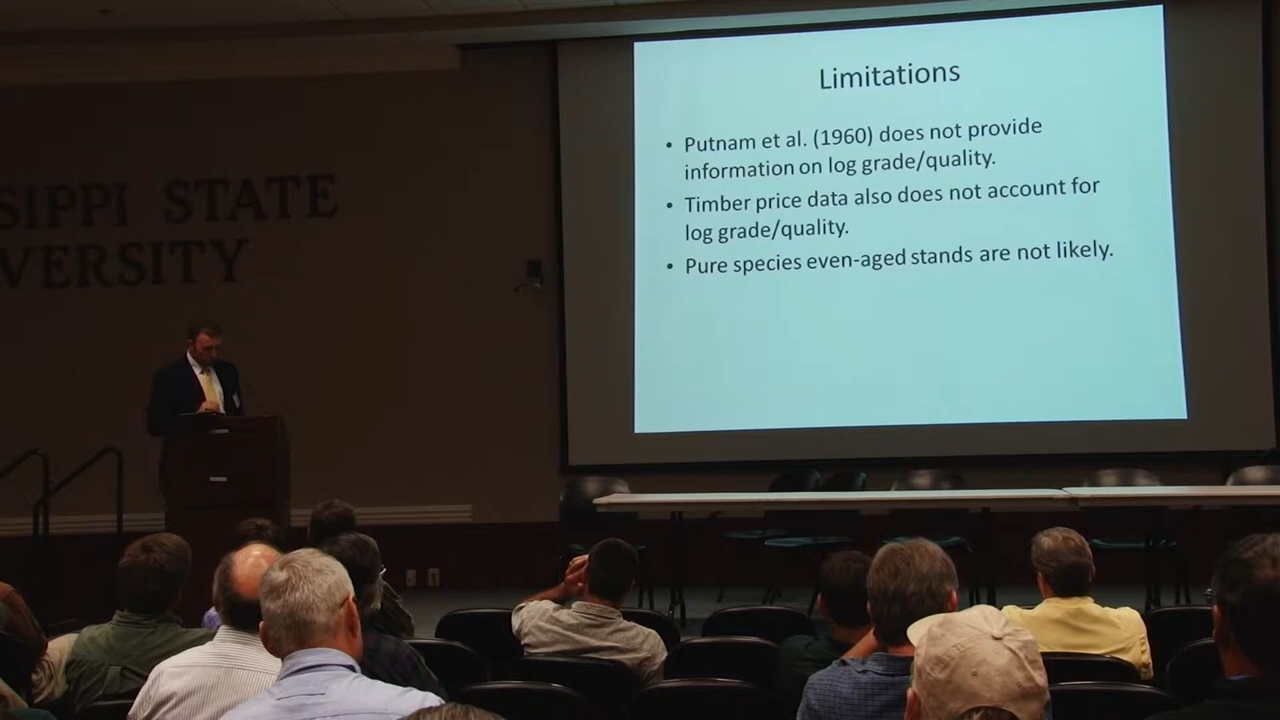 Limitations
• Putnam et al. (1960) does not provide
information on log grade/quality.
• Timber price data also does not account for
log grade/quality.
• Pure species even-aged stands are not likely.
SIPPI STATE
VERSITY